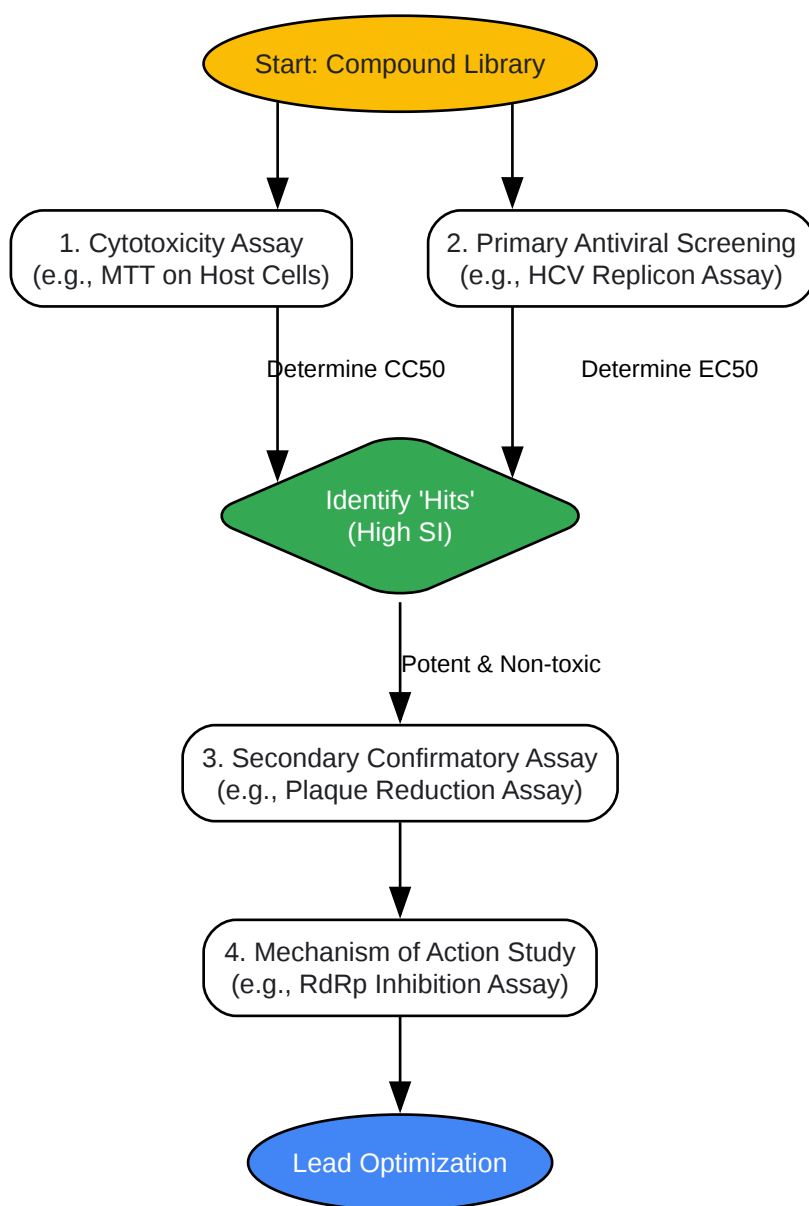 Start: Compound Library
1. Cytotoxicity Assay
(e.g., MTT on Host Cells)
2. Primary Antiviral Screening
(e.g., HCV Replicon Assay)
Determine CC50
Determine EC50
Identify 'Hits'
(High SI)
Potent & Non-toxic
3. Secondary Confirmatory Assay
(e.g., Plaque Reduction Assay)
4. Mechanism of Action Study
(e.g., RdRp Inhibition Assay)
Lead Optimization